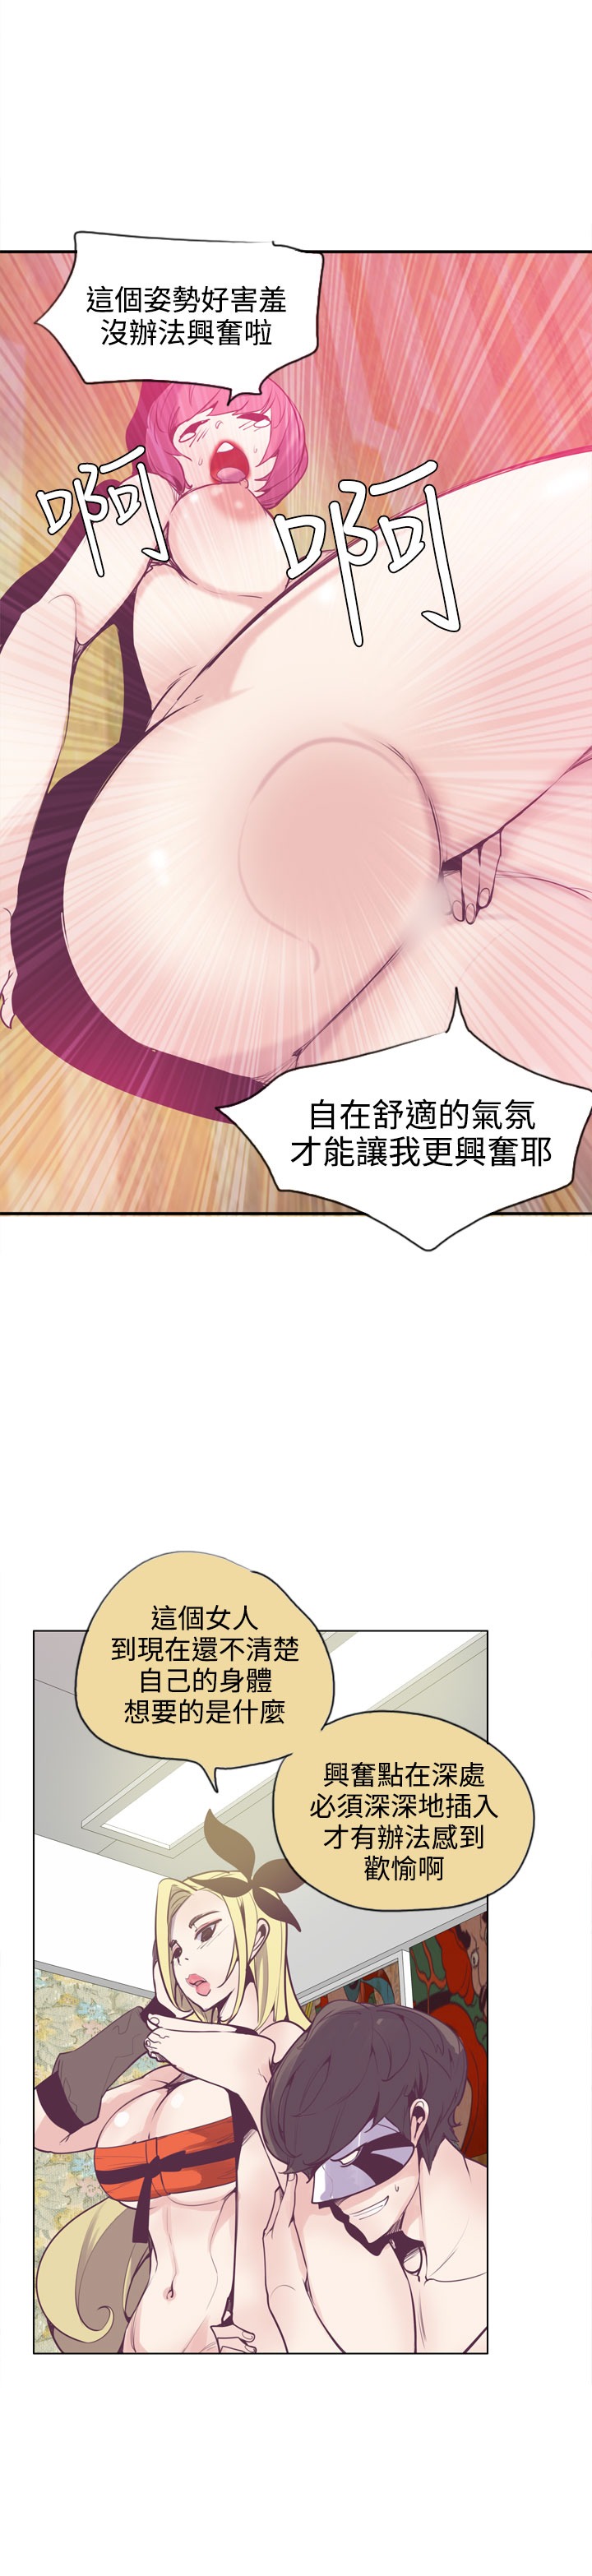 這個姿勢好害羞
沒辦法興奮啦
啊
啊
自在舒適的氣氛
才能讓我更興奮耶
這個女人
到現在還不清楚
自己的身體
想要的是什麼
興奮點在深處
必須深深地插入
才有辦法感到
歡愉啊